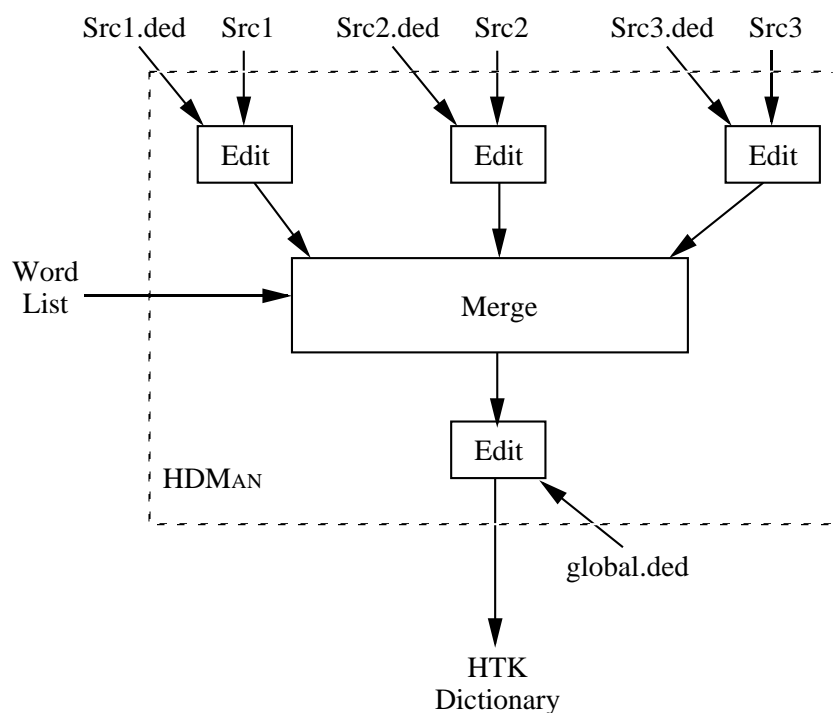 Src1.ded Src1 Src2.ded Src2 Src3.ded Src3
Edit Edit Edit
Word
List
Merge
Edit
HDMAN
global.ded
HTK
Dictionary